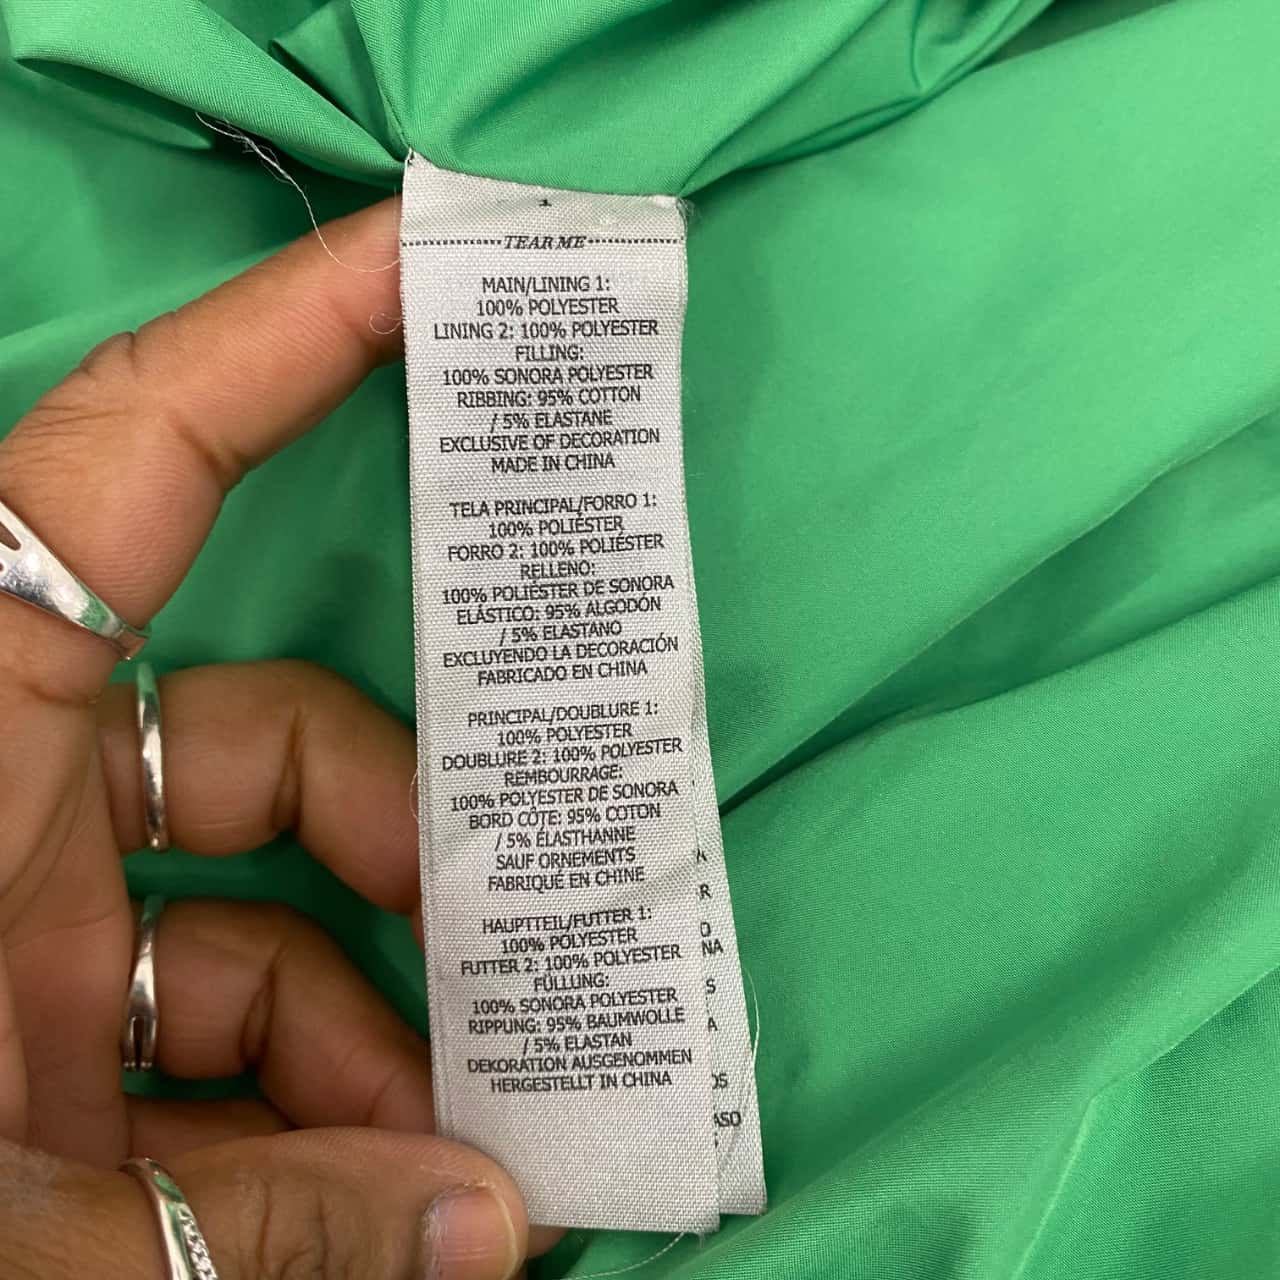 1
TEAR ME
MAIN/LINING 1:
100% POLYESTER
LINING 2: 100% POLYESTER
FILLING:
100% SONORA POLYESTER
RIBBING: 95% COTTON
/ 5% ELASTANE
EXCLUSIVE OF DECORATION
MADE IN CHINA
TELA PRINCIPAL/FORRO 1:
100% POLIÉSTER
FORRO 2: 100% POLIÉSTER
RELLENO:
100% POLIÉSTER DE SONORA
ELÁSTICO: 95% ALGODÓN
/ 5% ELASTANO
EXCLUYENDO LA DECORACIÓN
FABRICADO EN CHINA
PRINCIPAL/DOUBLURE 1:
100% POLYESTER
DOUBLURE 2: 100% POLYESTER
REMBOURRAGE:
100% POLYESTER DE SONORA
BORD CÔTE: 95% COTON
/ 5% ÉLASTHANNE
SAUF ORNEMENTS
FABRIQUÉ EN CHINE
HAUPTTEIL/FUTTER 1:
100% POLYESTER
FUTTER 2: 100% POLYESTER
FÜLLUNG:
100% SONORA POLYESTER
RIPPUNG: 95% BAUMWOLLE
/ 5% ELASTAN
DEKORATION AUSGENOMMEN
HERGESTELLT IN CHINA